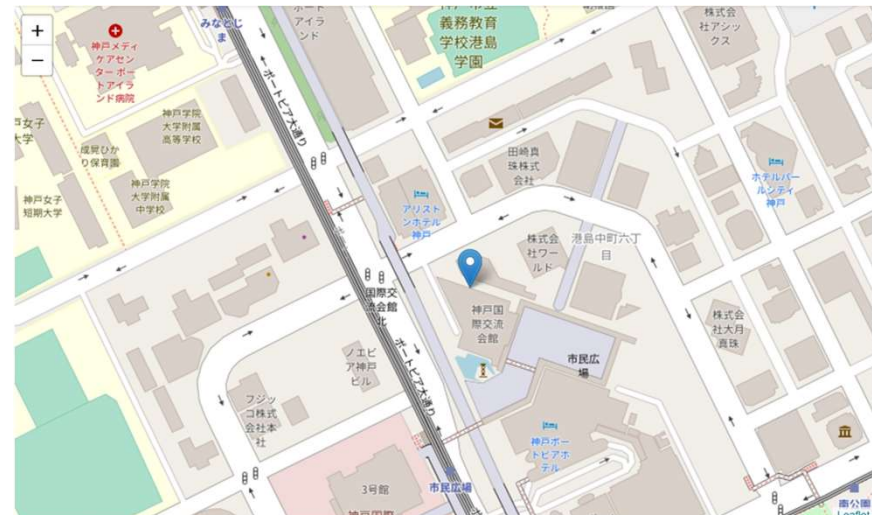 +
−
神戸メディ
ケアセン
ター ポー
トアイラ
ンド病院
みなとじ
ま
ポート
アイラ
ンド
義務教育
学校港島
学園
株式会
社アシッ
クス
神戸学院
大学附属
高等学校
成晃ひか
り保育園
神戸学院
大学附属
中学校
神戸女子
短期大学
ポートピア大通り
田崎真
珠株式
会社
アリスト
ンホテル
神戸
ホテルパー
ルシティ
神戸
株式会
社ワー
ルド
港島中町六丁
目
国際交
流会館
北
神戸国
際交流
会館
株式会
社大月
真珠
ノエビ
ア神戸
ビル
ポートピア大通り
市民広
場
フジッ
コ株式
会社本
社
神戸ポー
トピアホ
テル
3号館
神戸国際
市民広場
南公園
Leaflet